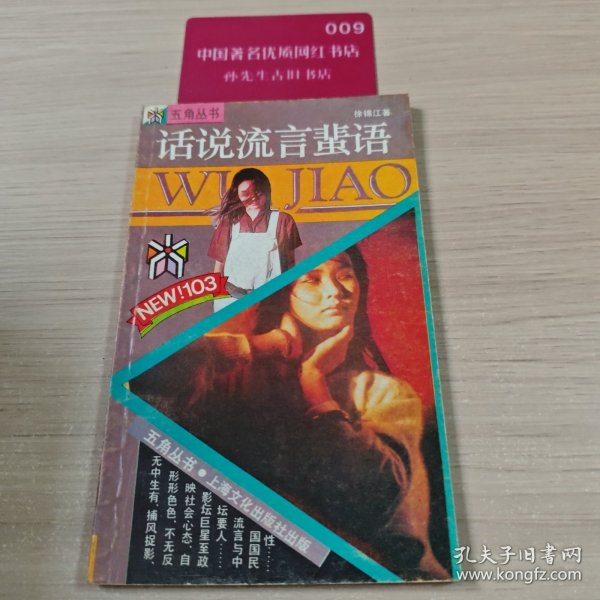 009
中国著名优质网红书店
孙先生古旧书店
五角丛书
徐锦江著
话说流言蜚语
WUJIAO
NEW!103
五角丛书·上海文化出版社出版
无中生有、捕风捉影、
形形色色、不无反
映社会心态、自
影坛巨星至政
坛要人……
流言与中
国国民
性……
孔夫子旧书网
www.kongfz.com